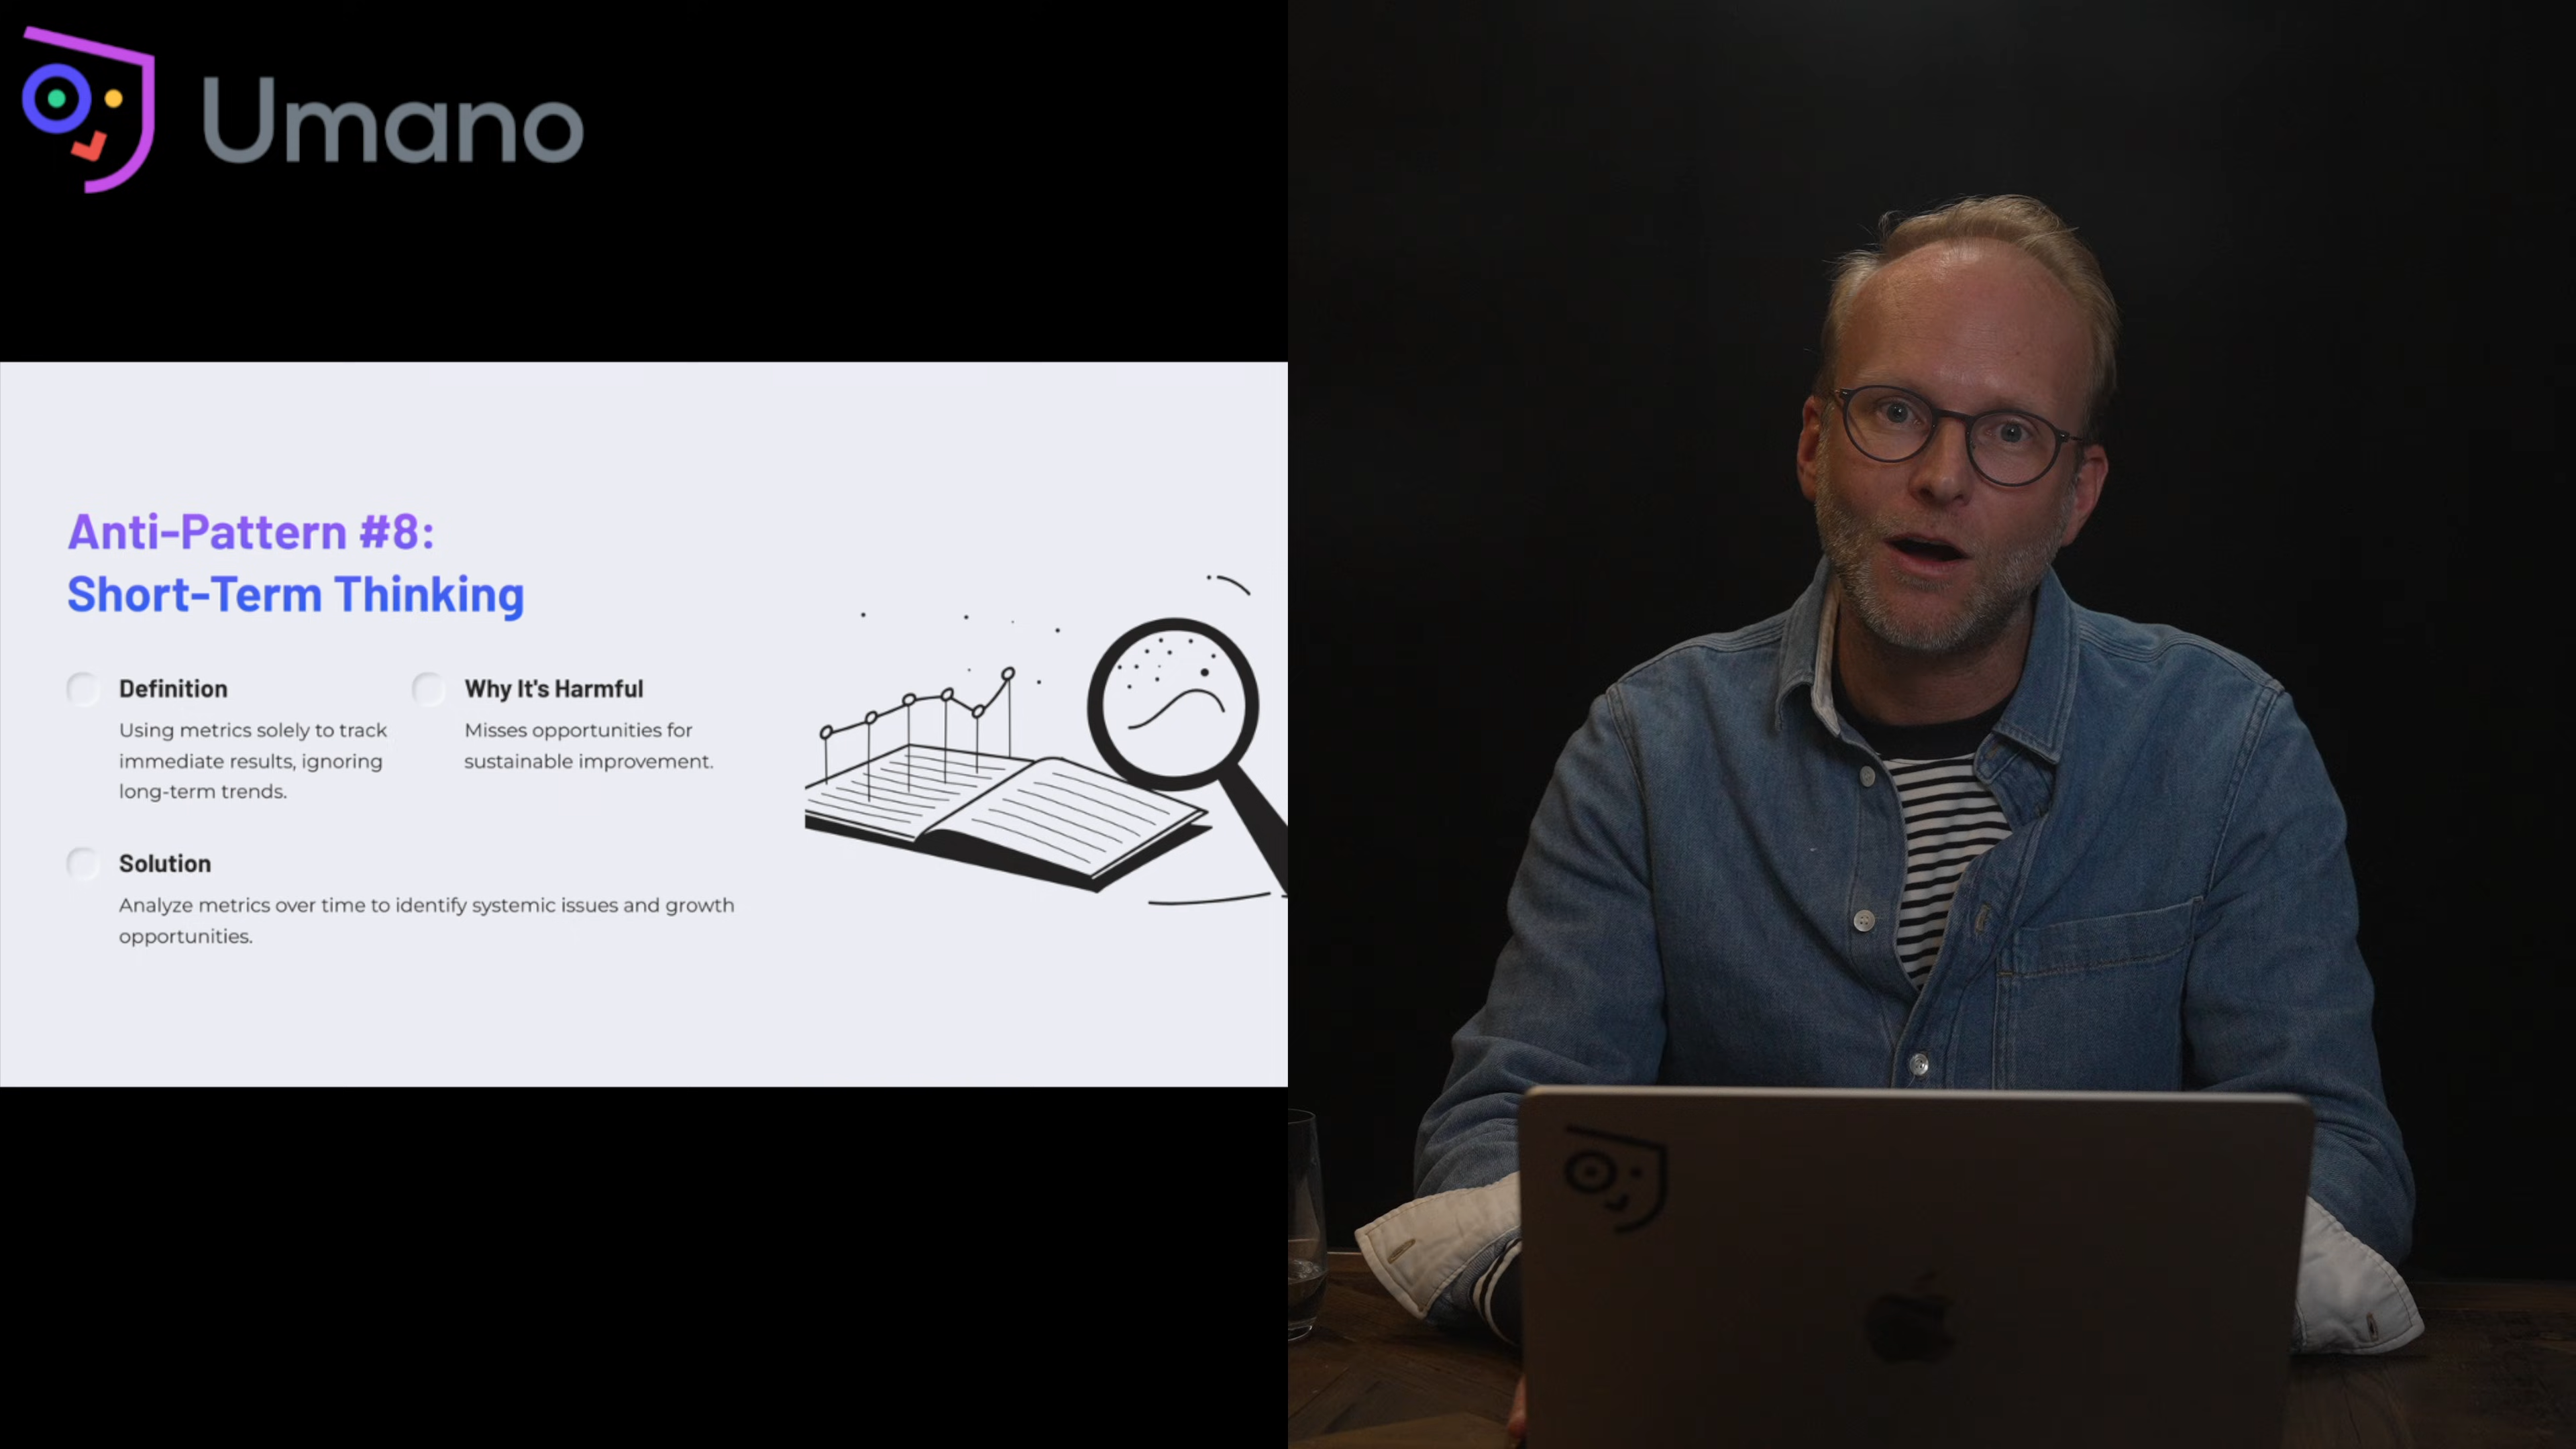 Umano
Anti-Pattern #8:
Short-Term Thinking
Definition
Using metrics solely to track
immediate results, ignoring
long-term trends.
Why It's Harmful
Misses opportunities for
sustainable improvement.
Solution
Analyze metrics over time to identify systemic issues and growth
opportunities.